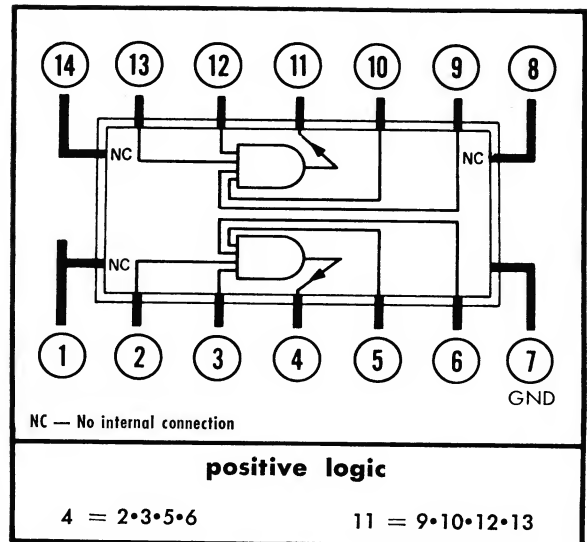 14 13 12 11 10 9 8
NC NC
NC
1 2 3 4 5 6 7
GND
NC — No internal connection
positive logic
4 = 2•3•5•6 11 = 9•10•12•13